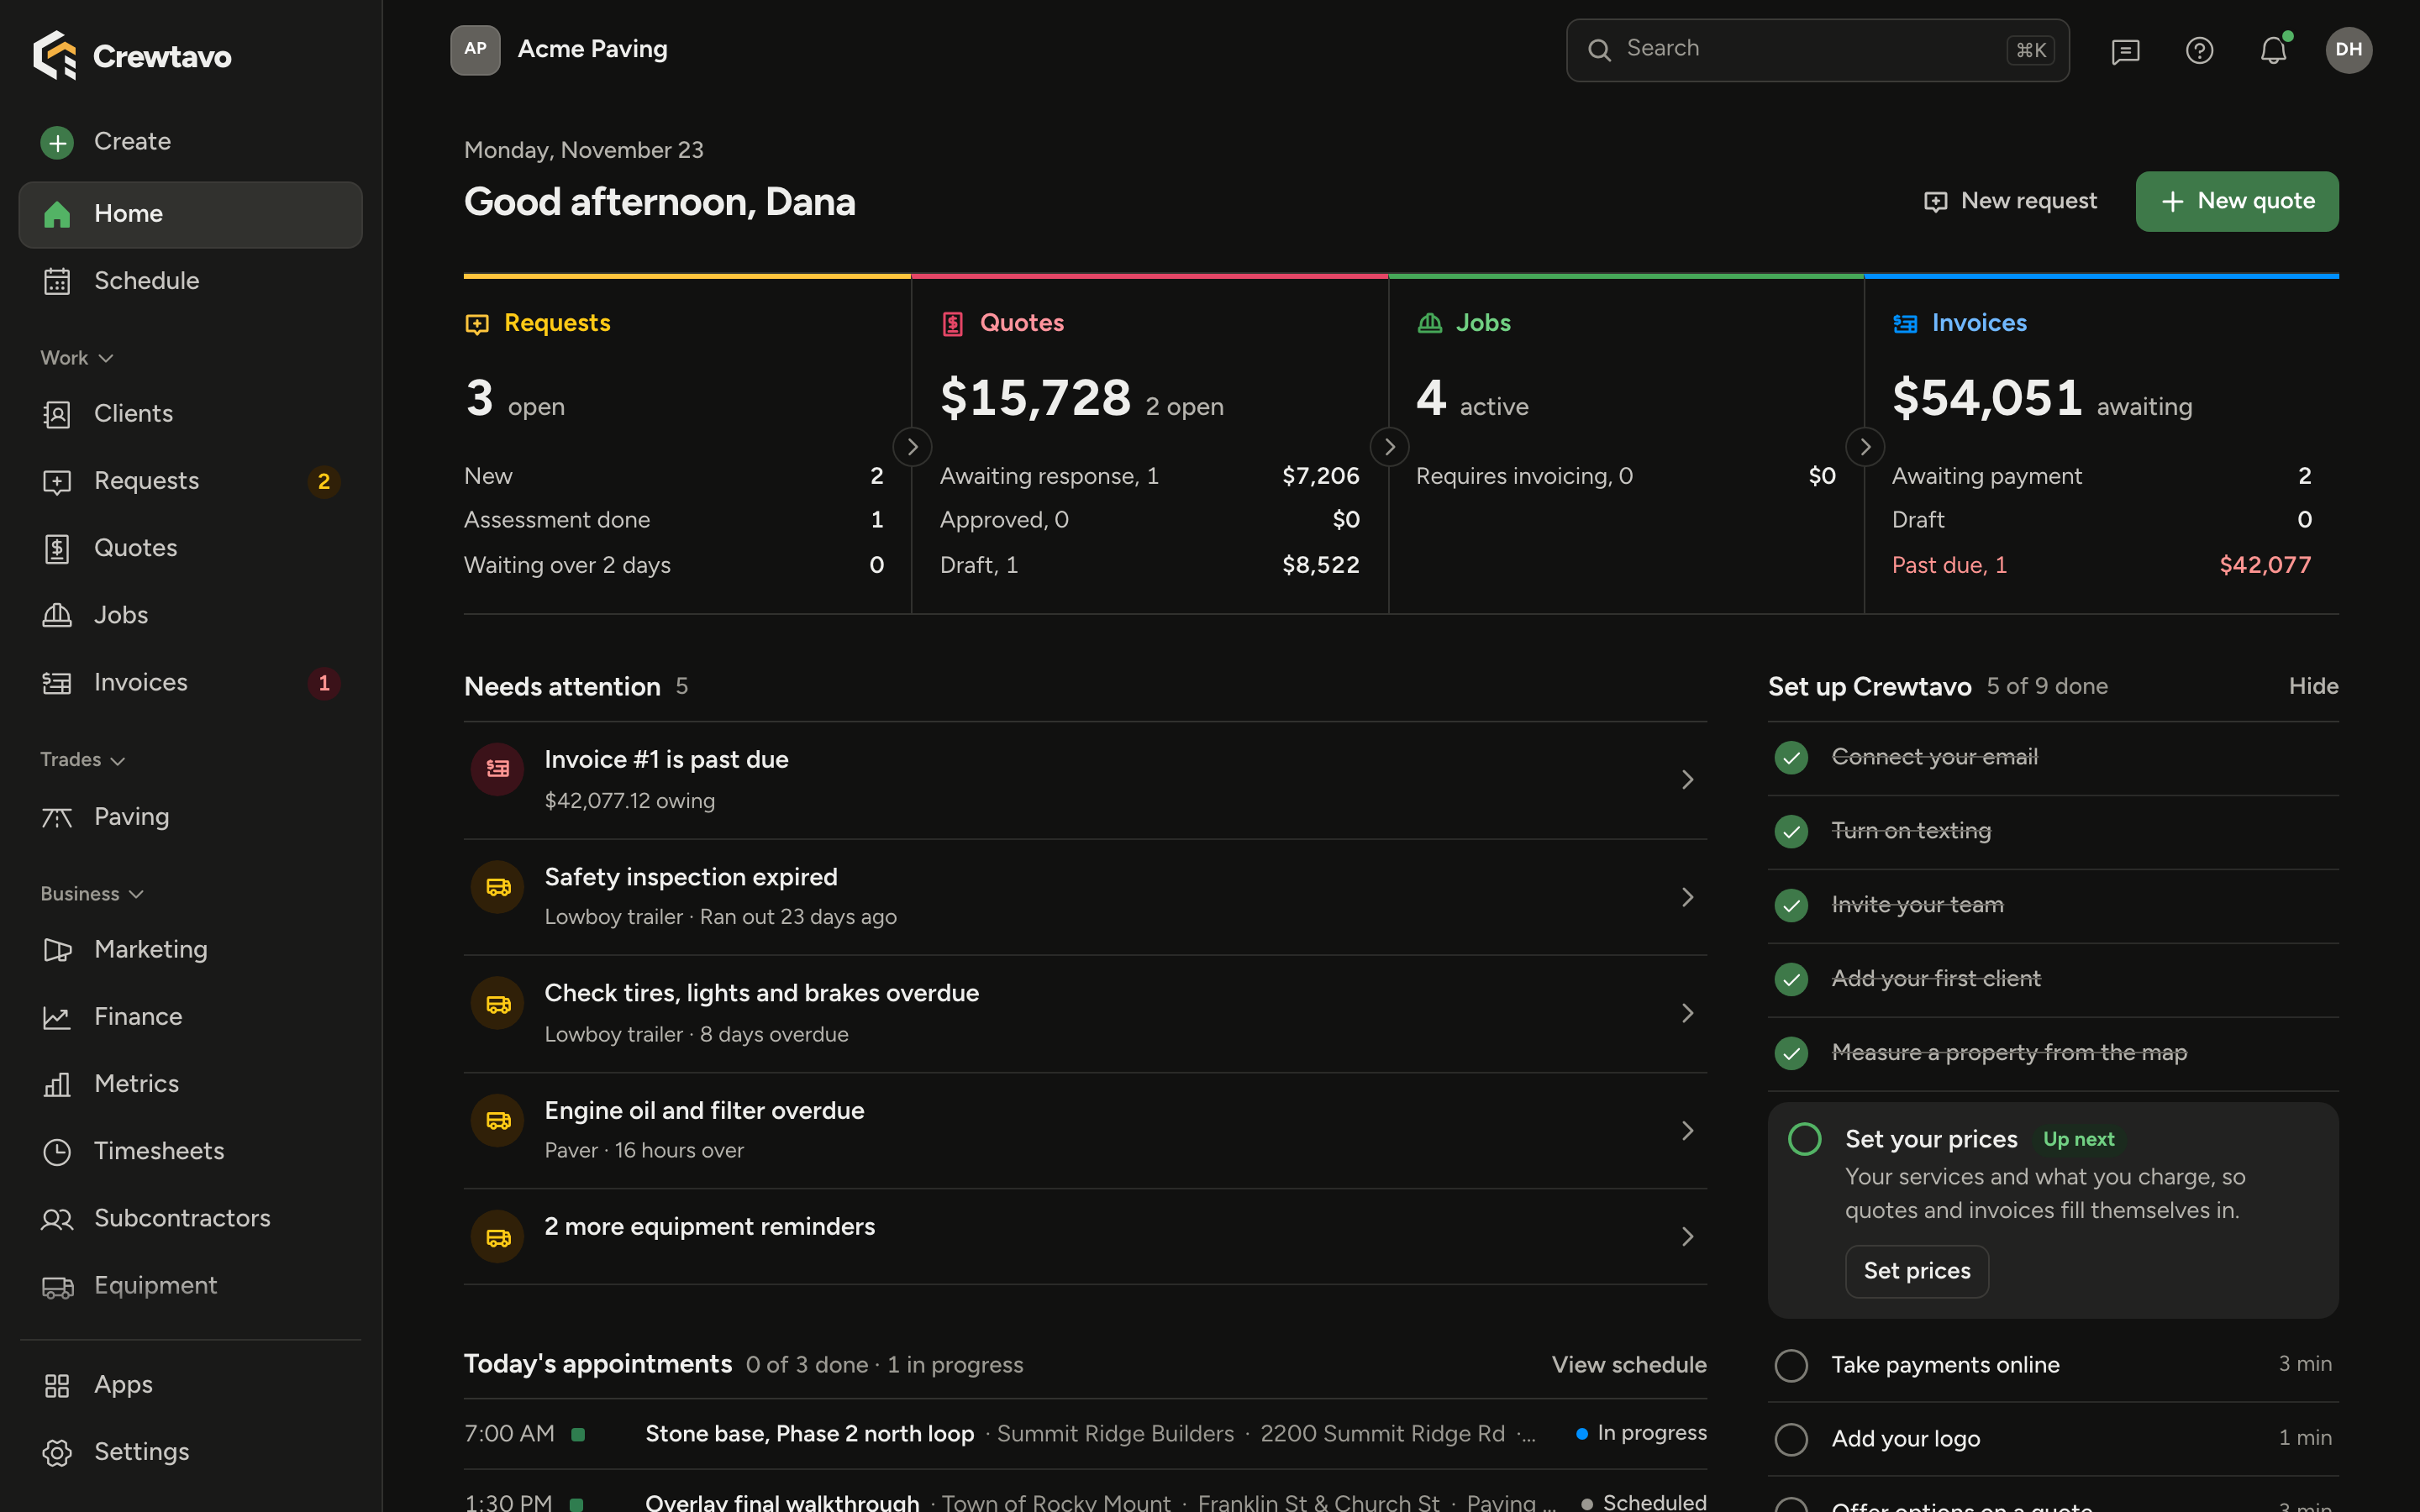 Crewtavo
Create
Home
Schedule
Work
Clients
Requests 2
Quotes
Jobs
Invoices 1
Trades
Paving
Business
Marketing
Finance
Metrics
Timesheets
Subcontractors
Equipment
Apps
Settings
AP Acme Paving
Search ⌘K
DH
Monday, November 23
Good afternoon, Dana
New request
New quote
Requests
3 open
New 2
Assessment done 1
Waiting over 2 days 0
Quotes
$15,728 2 open
Awaiting response, 1 $7,206
Approved, 0 $0
Draft, 1 $8,522
Jobs
4 active
Requires invoicing, 0 $0
Invoices
$54,051 awaiting
Awaiting payment 2
Draft 0
Past due, 1 $42,077
Needs attention 5
Invoice #1 is past due
$42,077.12 owing
Safety inspection expired
Lowboy trailer · Ran out 23 days ago
Check tires, lights and brakes overdue
Lowboy trailer · 8 days overdue
Engine oil and filter overdue
Paver · 16 hours over
2 more equipment reminders
Today's appointments 0 of 3 done · 1 in progress View schedule
7:00 AM Stone base, Phase 2 north loop · Summit Ridge Builders · 2200 Summit Ridge Rd ·... In progress
1:30 PM Overlay final walkthrough · Town of Rocky Mount · Franklin St & Church St · Paving ... Scheduled
Set up Crewtavo 5 of 9 done Hide
Connect your email
Turn on texting
Invite your team
Add your first client
Measure a property from the map
Set your prices Up next
Your services and what you charge, so
quotes and invoices fill themselves in.
Set prices
Take payments online 3 min
Add your logo 1 min
Offer options on a quote 3 min